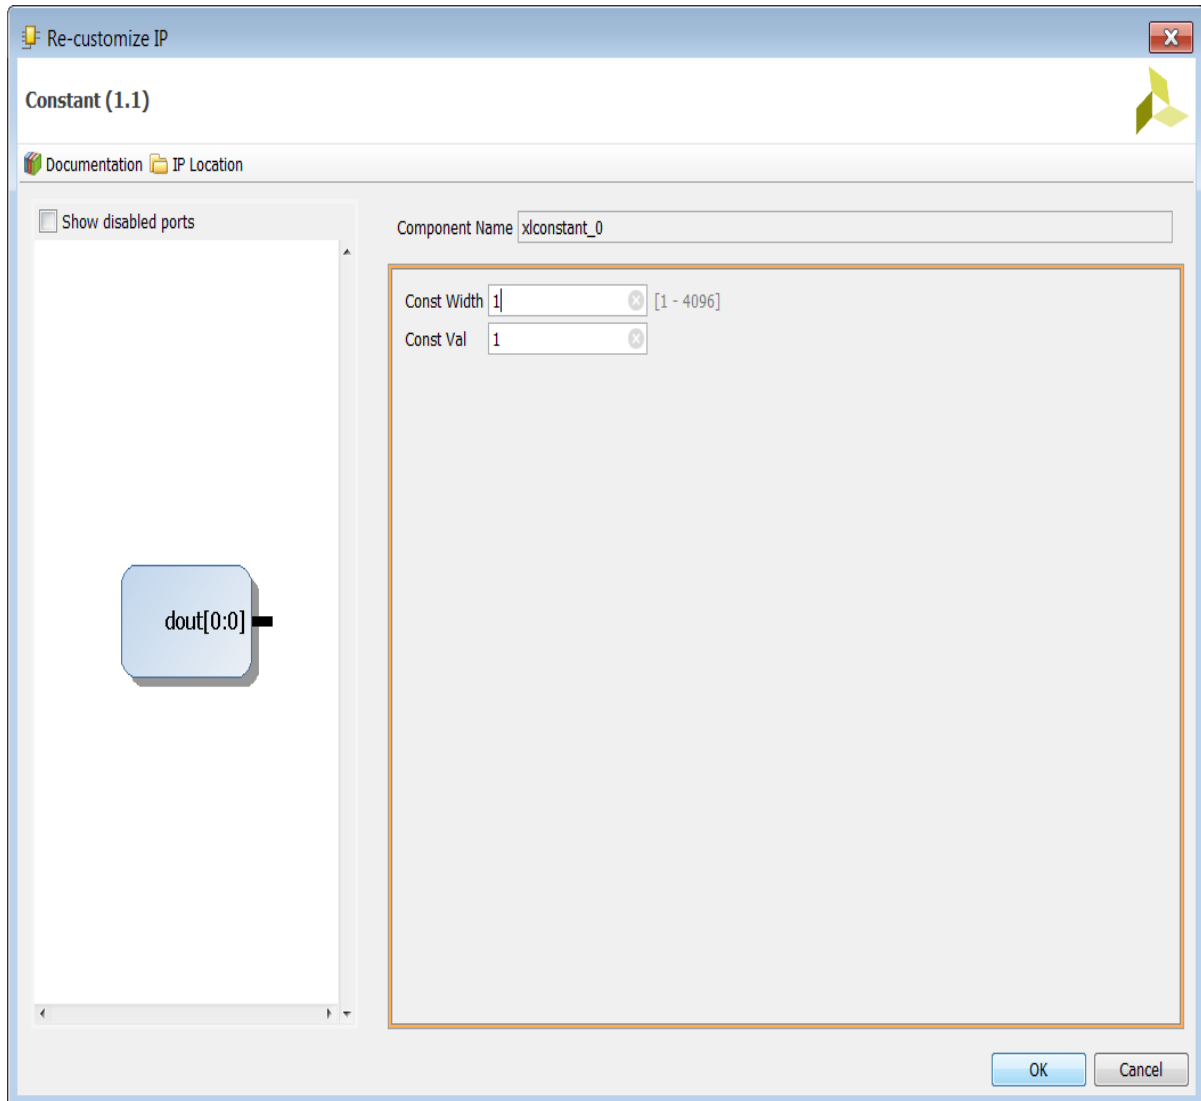 Re-customize IP
Constant (1.1)
Documentation IP Location
Show disabled ports
Component Name xlconstant_0
Const Width 1 [1 - 4096]
Const Val 1
dout[0:0]
OK Cancel